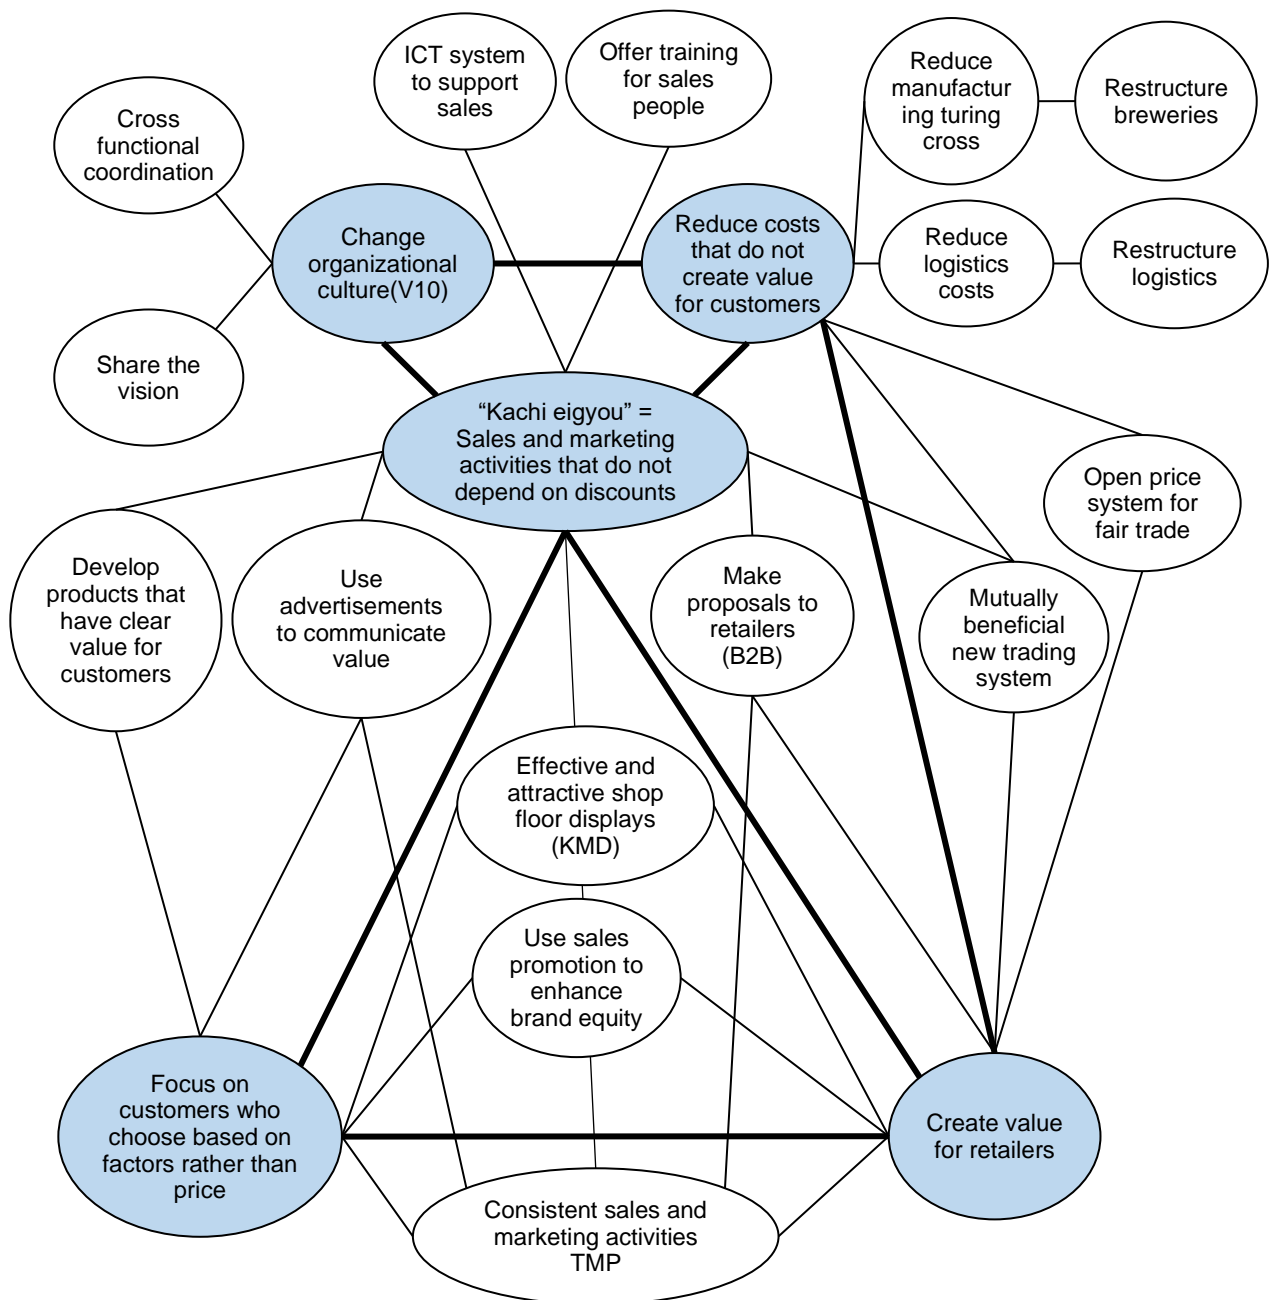 ICT system
to support
sales
Offer training
for sales
people
Reduce
manufactur
ing turing
cross
Restructure
breweries
Cross
functional
coordination
Change
organizational
culture(V10)
Reduce costs
that do not
create value
for customers
Reduce
logistics
costs
Restructure
logistics
Share the
vision
“Kachi eigyou” =
Sales and marketing
activities that do not
depend on discounts
Open price
system for
fair trade
Develop
products that
have clear
value for
customers
Use
advertisements
to communicate
value
Make
proposals to
retailers
(B2B)
Mutually
beneficial
new trading
system
Effective and
attractive shop
floor displays
(KMD)
Use sales
promotion to
enhance
brand equity
Focus on
customers who
choose based on
factors rather than
price
Create value
for retailers
Consistent sales and
marketing activities
TMP